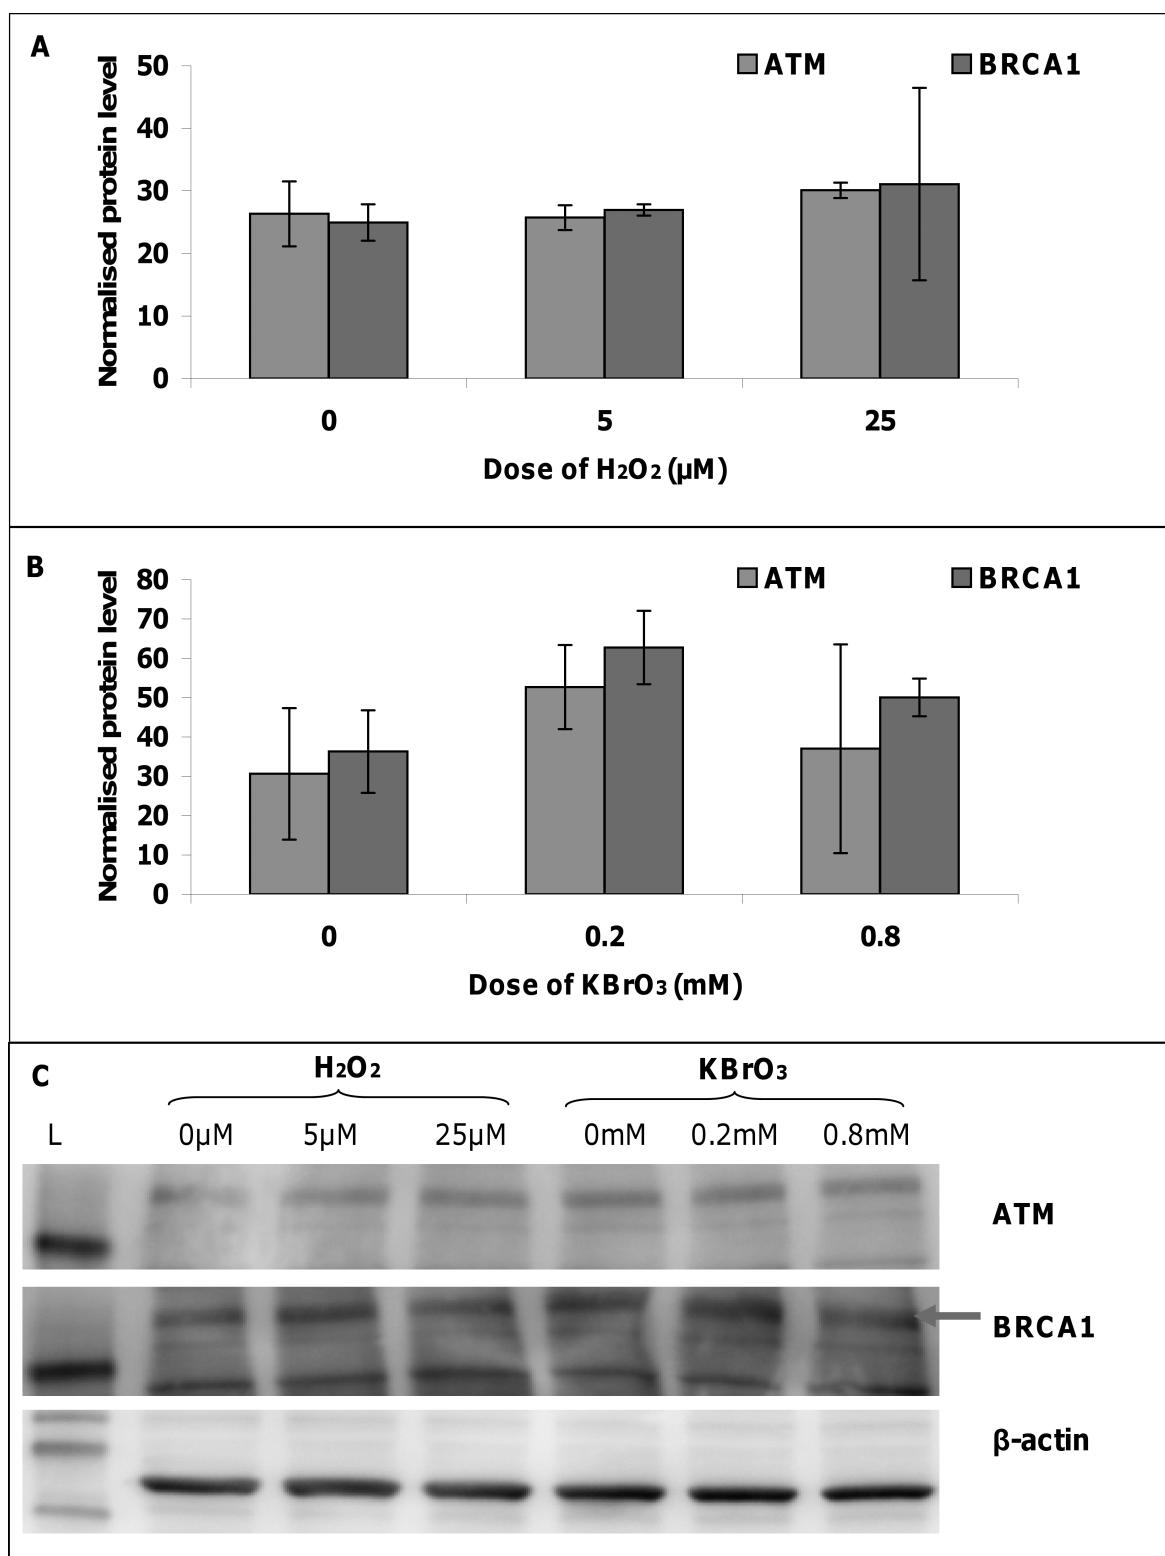 A
ATM
BRCA1
Normalised protein level
50
40
30
20
10
0
0
5
25
Dose of H₂O₂ (µM)
B
ATM
BRCA1
Normalised protein level
80
70
60
50
40
30
20
10
0
0
0.2
0.8
Dose of KBrO₃ (mM)
C
H₂O₂
KBrO₃
L 0µM 5µM 25µM 0mM 0.2mM 0.8mM
ATM
BRCA1
β-actin